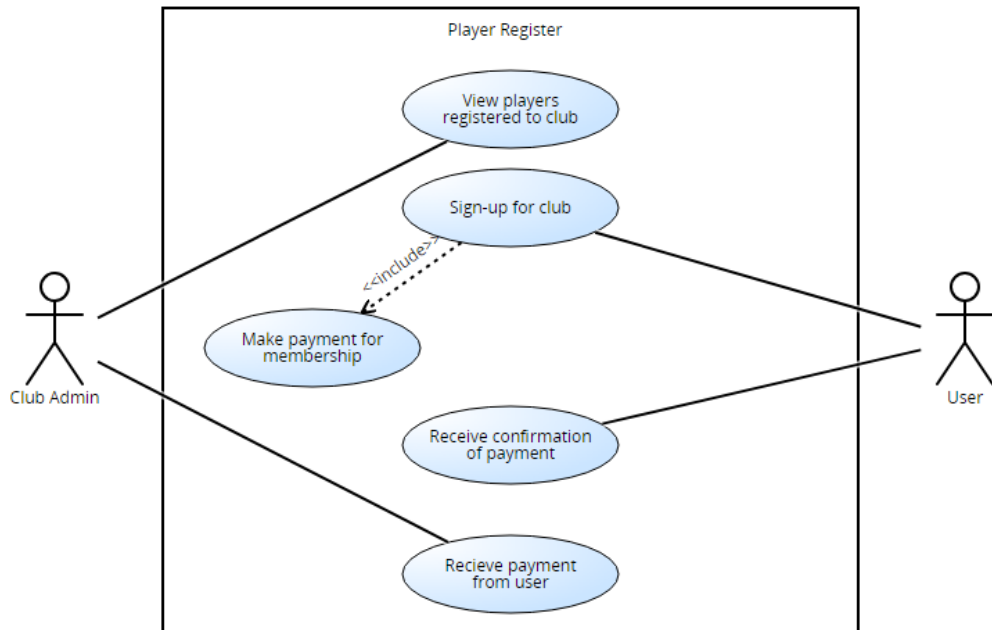 Player Register
View players
registered to club
Sign-up for club
<<include>>
Make payment for
membership
Club Admin
User
Receive confirmation
of payment
Recieve payment
from user